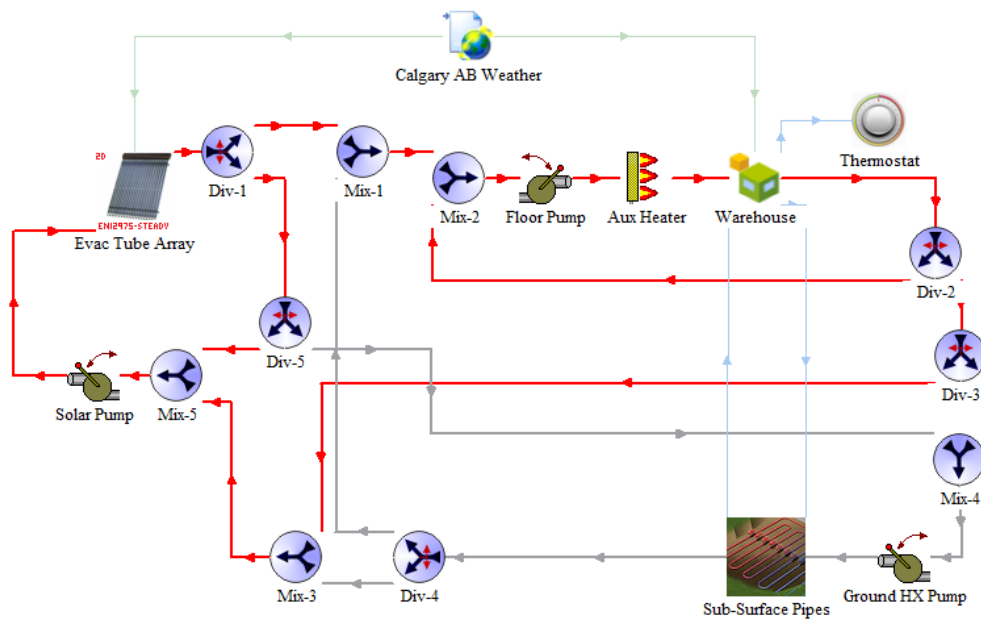 Calgary AB Weather
Thermostat
2D
Div-1
Mix-1
Mix-2
Floor Pump
Aux Heater
Warehouse
ENI2975-STEADY
Evac Tube Array
Div-2
Div-5
Div-3
Solar Pump
Mix-5
Mix-4
Mix-3
Div-4
Sub-Surface Pipes
Ground HX Pump